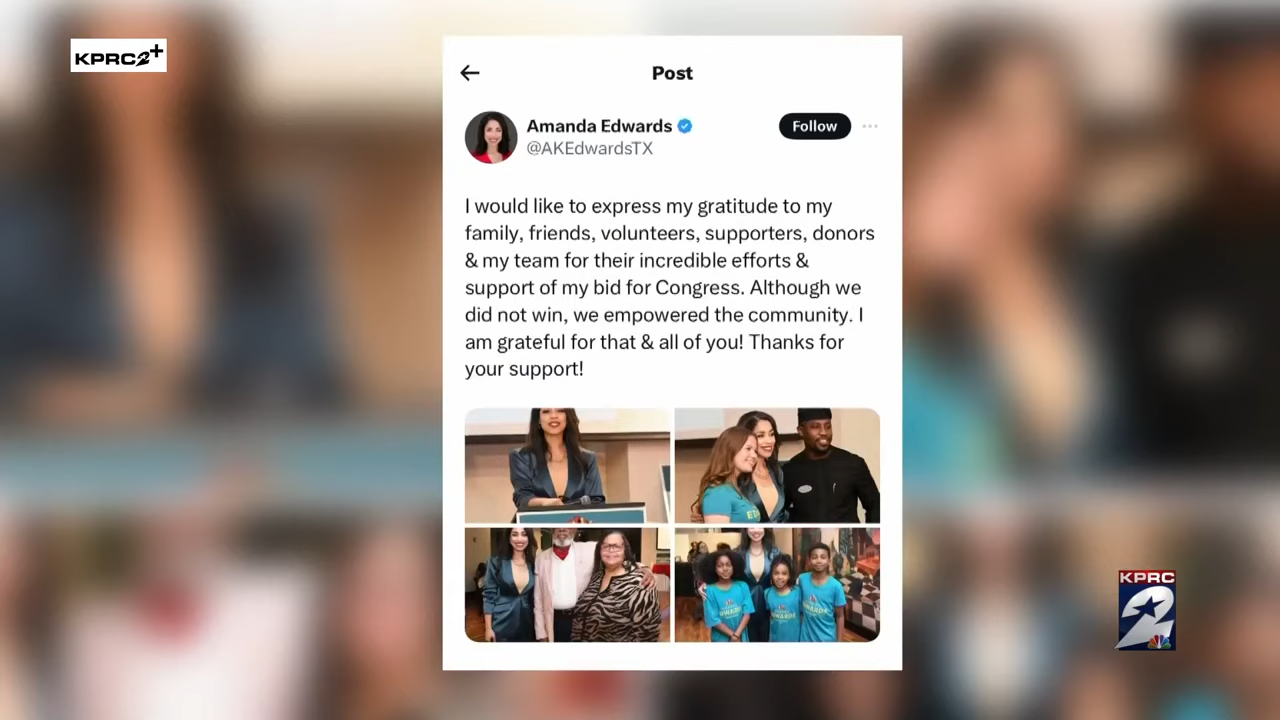 KPRC2+
Post
Amanda Edwards
Follow
@AKEdwardsTX
I would like to express my gratitude to my
family, friends, volunteers, supporters, donors
& my team for their incredible efforts &
support of my bid for Congress. Although we
did not win, we empowered the community. I
am grateful for that & all of you! Thanks for
your support!
KPRC
2